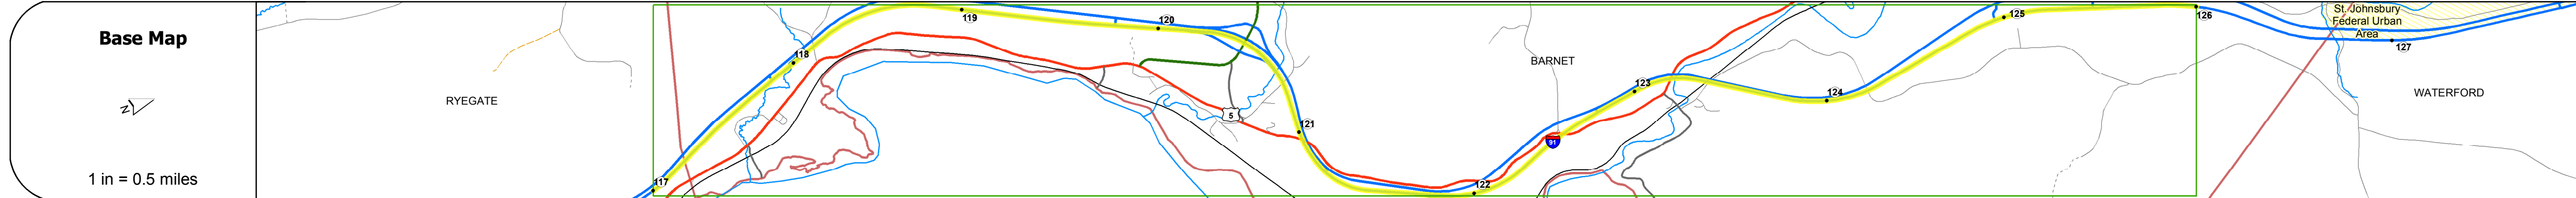 Base Map
N
1 in = 0.5 miles
RYEGATE
117
118
119
120
5
121
122
91
BARNET
123
124
125
126
St. Johnsbury
Federal Urban
Area
127
WATERFORD